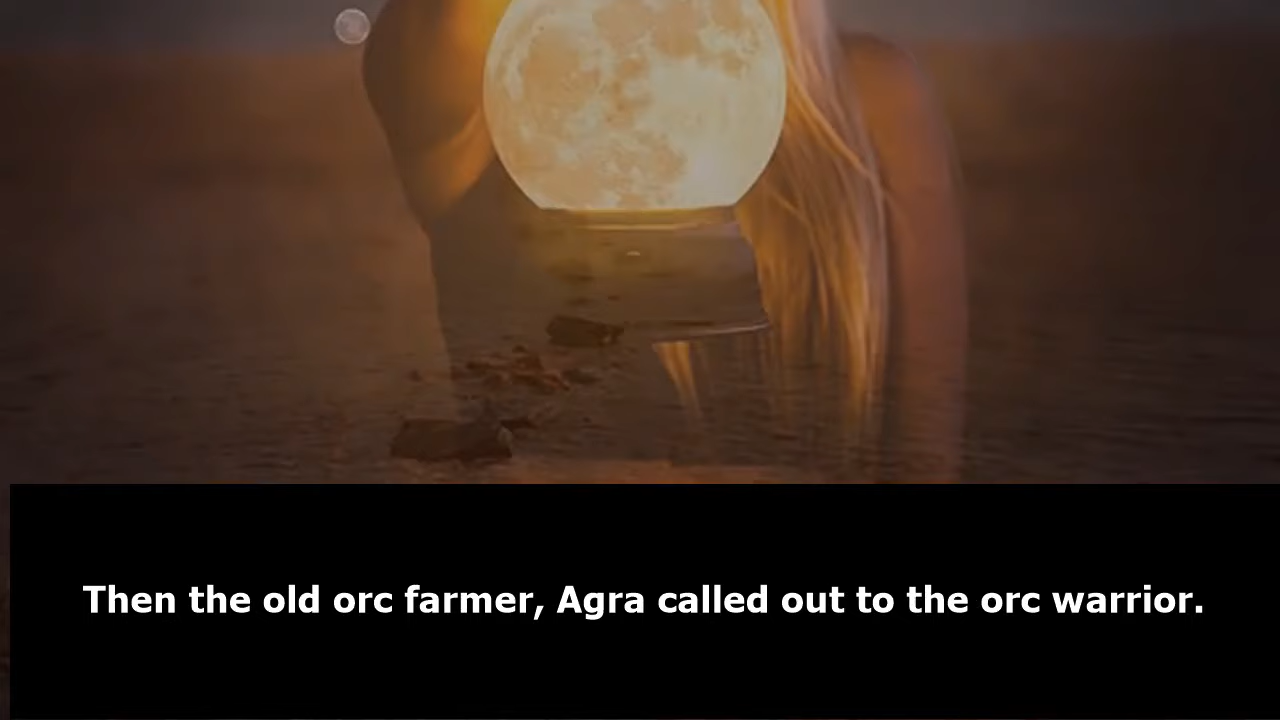 Then the old orc farmer, Agra called out to the orc warrior.